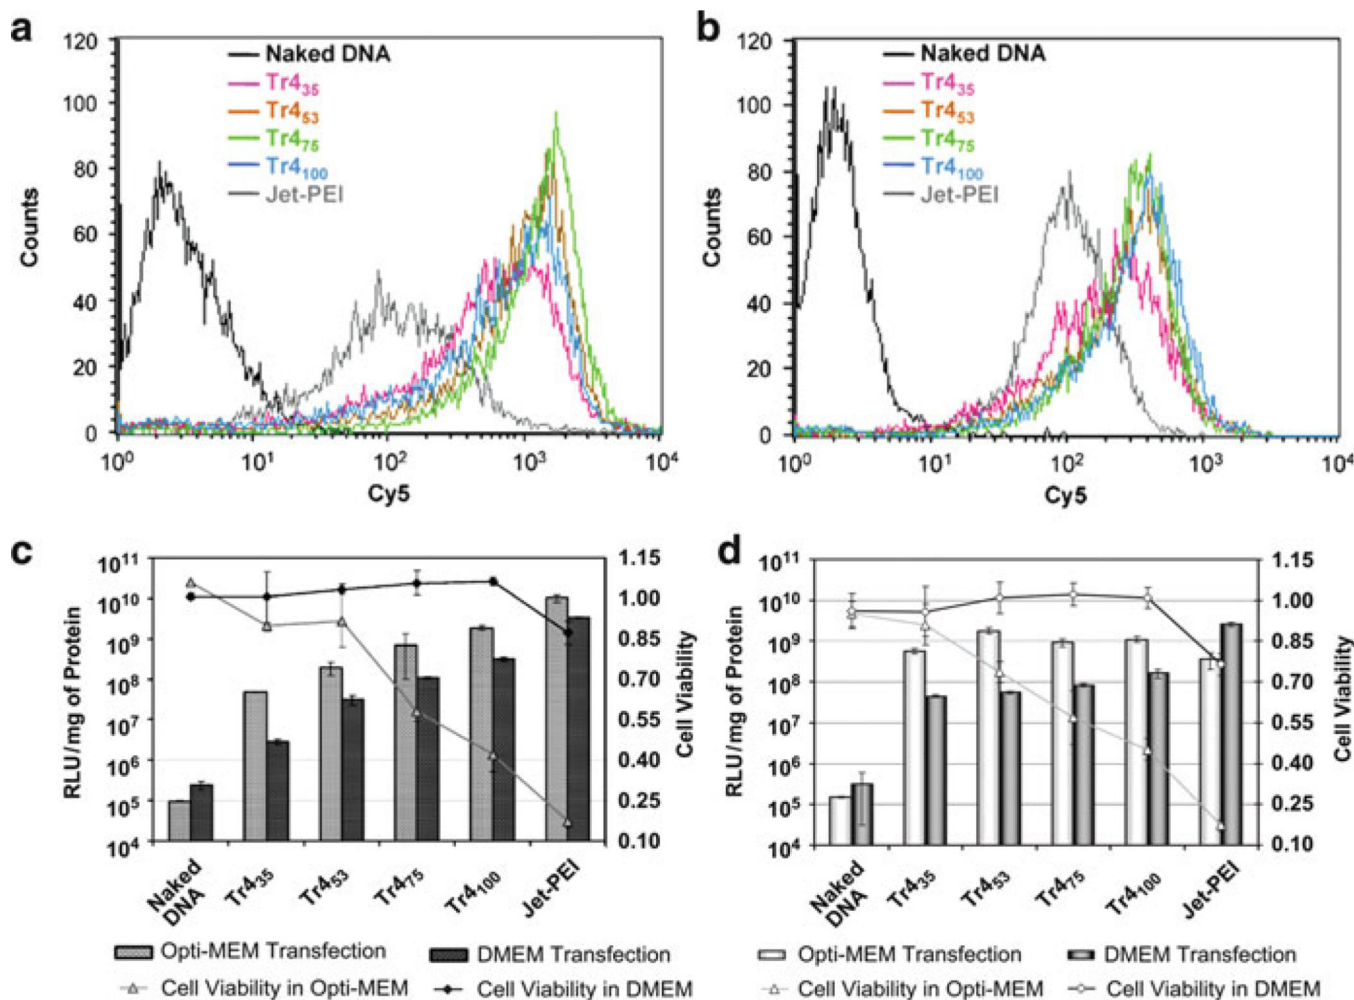 a
120
100
80
60
40
20
0
Counts
Naked DNA
Tr4₃₅
Tr4₅₃
Tr4₇₅
Tr4₁₀₀
Jet-PEI
10⁰ 10¹ 10² 10³ 10⁴
Cy5
b
120
100
80
60
40
20
0
Counts
Naked DNA
Tr4₃₅
Tr4₅₃
Tr4₇₅
Tr4₁₀₀
Jet-PEI
10⁰ 10¹ 10² 10³ 10⁴
Cy5
c
10¹¹
10¹⁰
10⁹
10⁸
10⁷
10⁶
10⁵
10⁴
RLU/mg of Protein
1.15
1.00
0.85
0.70
0.55
0.40
0.25
0.10
Cell Viability
Naked
DNA
Tr4₃₅
Tr4₅₃
Tr4₇₅
Tr4₁₀₀
Jet-PEI
Opti-MEM Transfection DMEM Transfection
Cell Viability in Opti-MEM Cell Viability in DMEM
d
10¹¹
10¹⁰
10⁹
10⁸
10⁷
10⁶
10⁵
10⁴
RLU/mg of Protein
1.15
1.00
0.85
0.70
0.55
0.40
0.25
0.10
Cell Viability
Naked
DNA
Tr4₃₅
Tr4₅₃
Tr4₇₅
Tr4₁₀₀
Jet-PEI
Opti-MEM Transfection DMEM Transfection
Cell Viability in Opti-MEM Cell Viability in DMEM